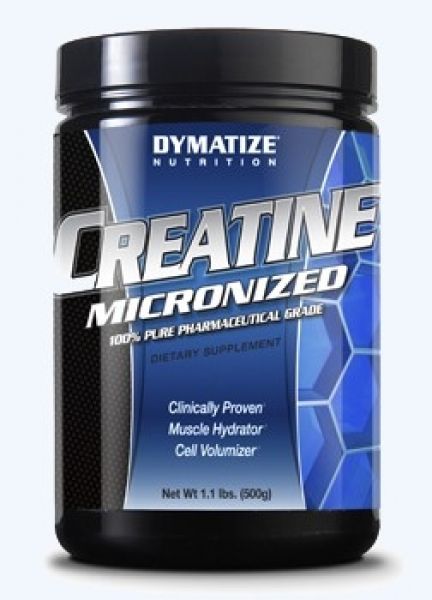 DYMATIZE®
NUTRITION
CREATINE
MICRONIZED
100% PURE PHARMACEUTICAL GRADE
DIETARY SUPPLEMENT
Clinically Proven*
Muscle Hydrator*
Cell Volumizer*
Net Wt 1.1 lbs. (500g)